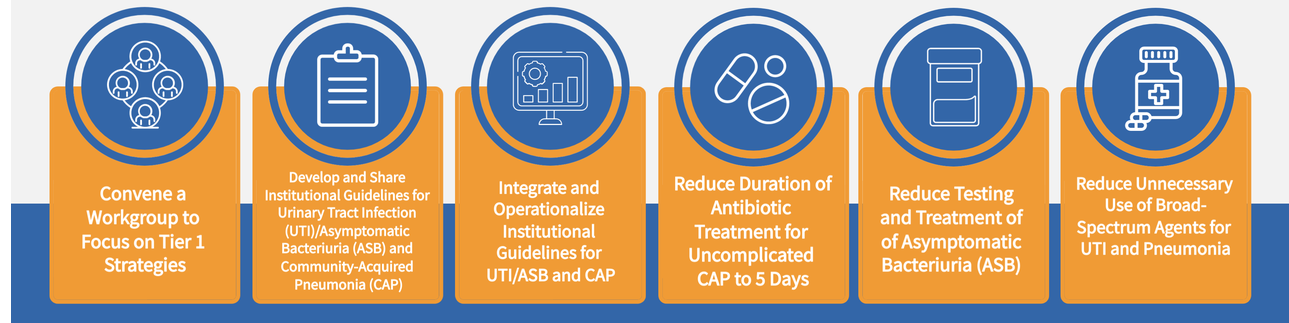 Convene a
Workgroup to
Focus on Tier 1
Strategies
Develop and Share
Institutional Guidelines for
Urinary Tract Infection
(UTI)/Asymptomatic
Bacteriuria (ASB) and
Community-Acquired
Pneumonia (CAP)
Integrate and
Operationalize
Institutional
Guidelines for
UTI/ASB and CAP
Reduce Duration of
Antibiotic
Treatment for
Uncomplicated
CAP to 5 Days
Reduce Testing
and Treatment of
of Asymptomatic
Bacteriuria (ASB)
Reduce Unnecessary
Use of Broad-
Spectrum Agents for
UTI and Pneumonia